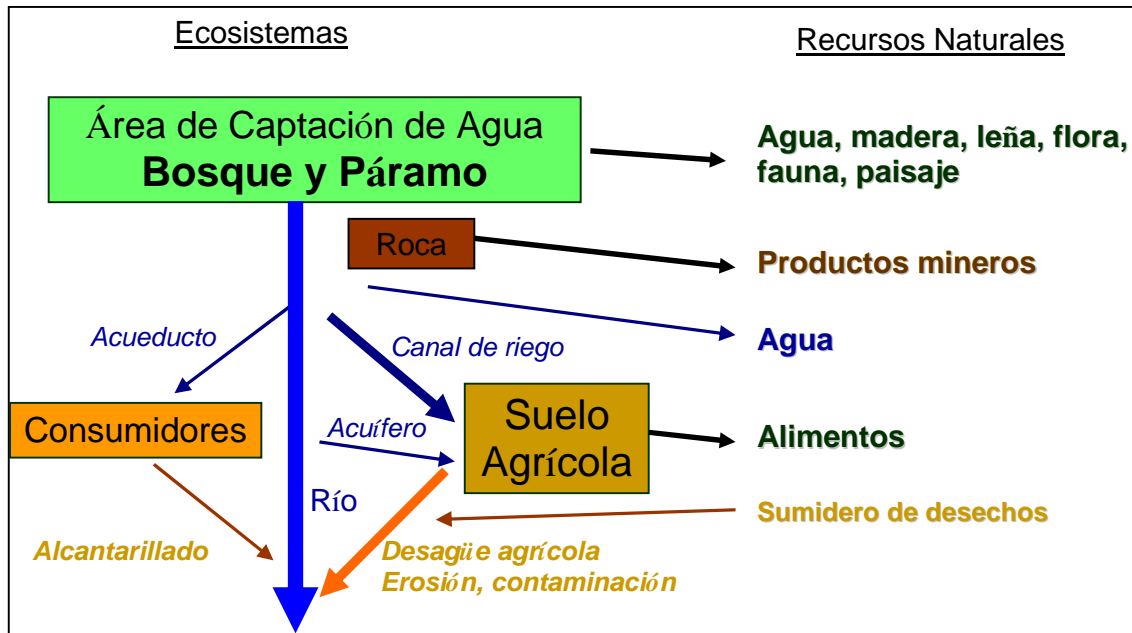 Ecosistemas
Recursos Naturales
Área de Captación de Agua
Bosque y Páramo
Agua, madera, leña, flora,
fauna, paisaje
Roca
Productos mineros
Acueducto
Canal de riego
Agua
Consumidores
Acuífero
Suelo
Agrícola
Alimentos
Río
Sumidero de desechos
Alcantarillado
Desagüe agrícola
Erosión, contaminación